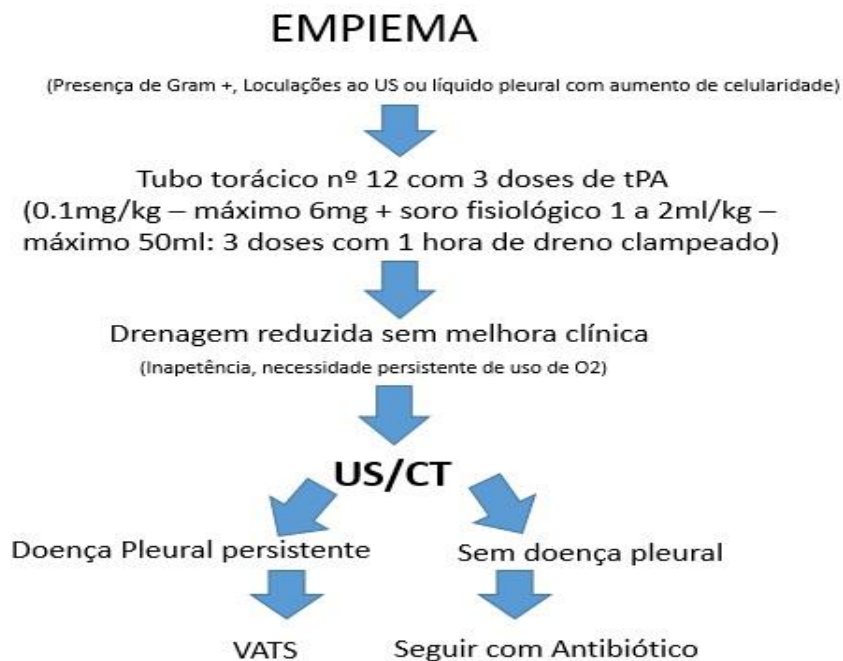 EMPIEMA
(Presença de Gram +, Loculações ao US ou líquido pleural com aumento de celularidade)
Tubo torácico nº 12 com 3 doses de tPA
(0.1mg/kg – máximo 6mg + soro fisiológico 1 a 2ml/kg –
máximo 50ml: 3 doses com 1 hora de dreno clampeado)
Drenagem reduzida sem melhora clínica
(Inapetência, necessidade persistente de uso de O2)
US/CT
Doença Pleural persistente
Sem doença pleural
VATS
Seguir com Antibiótico